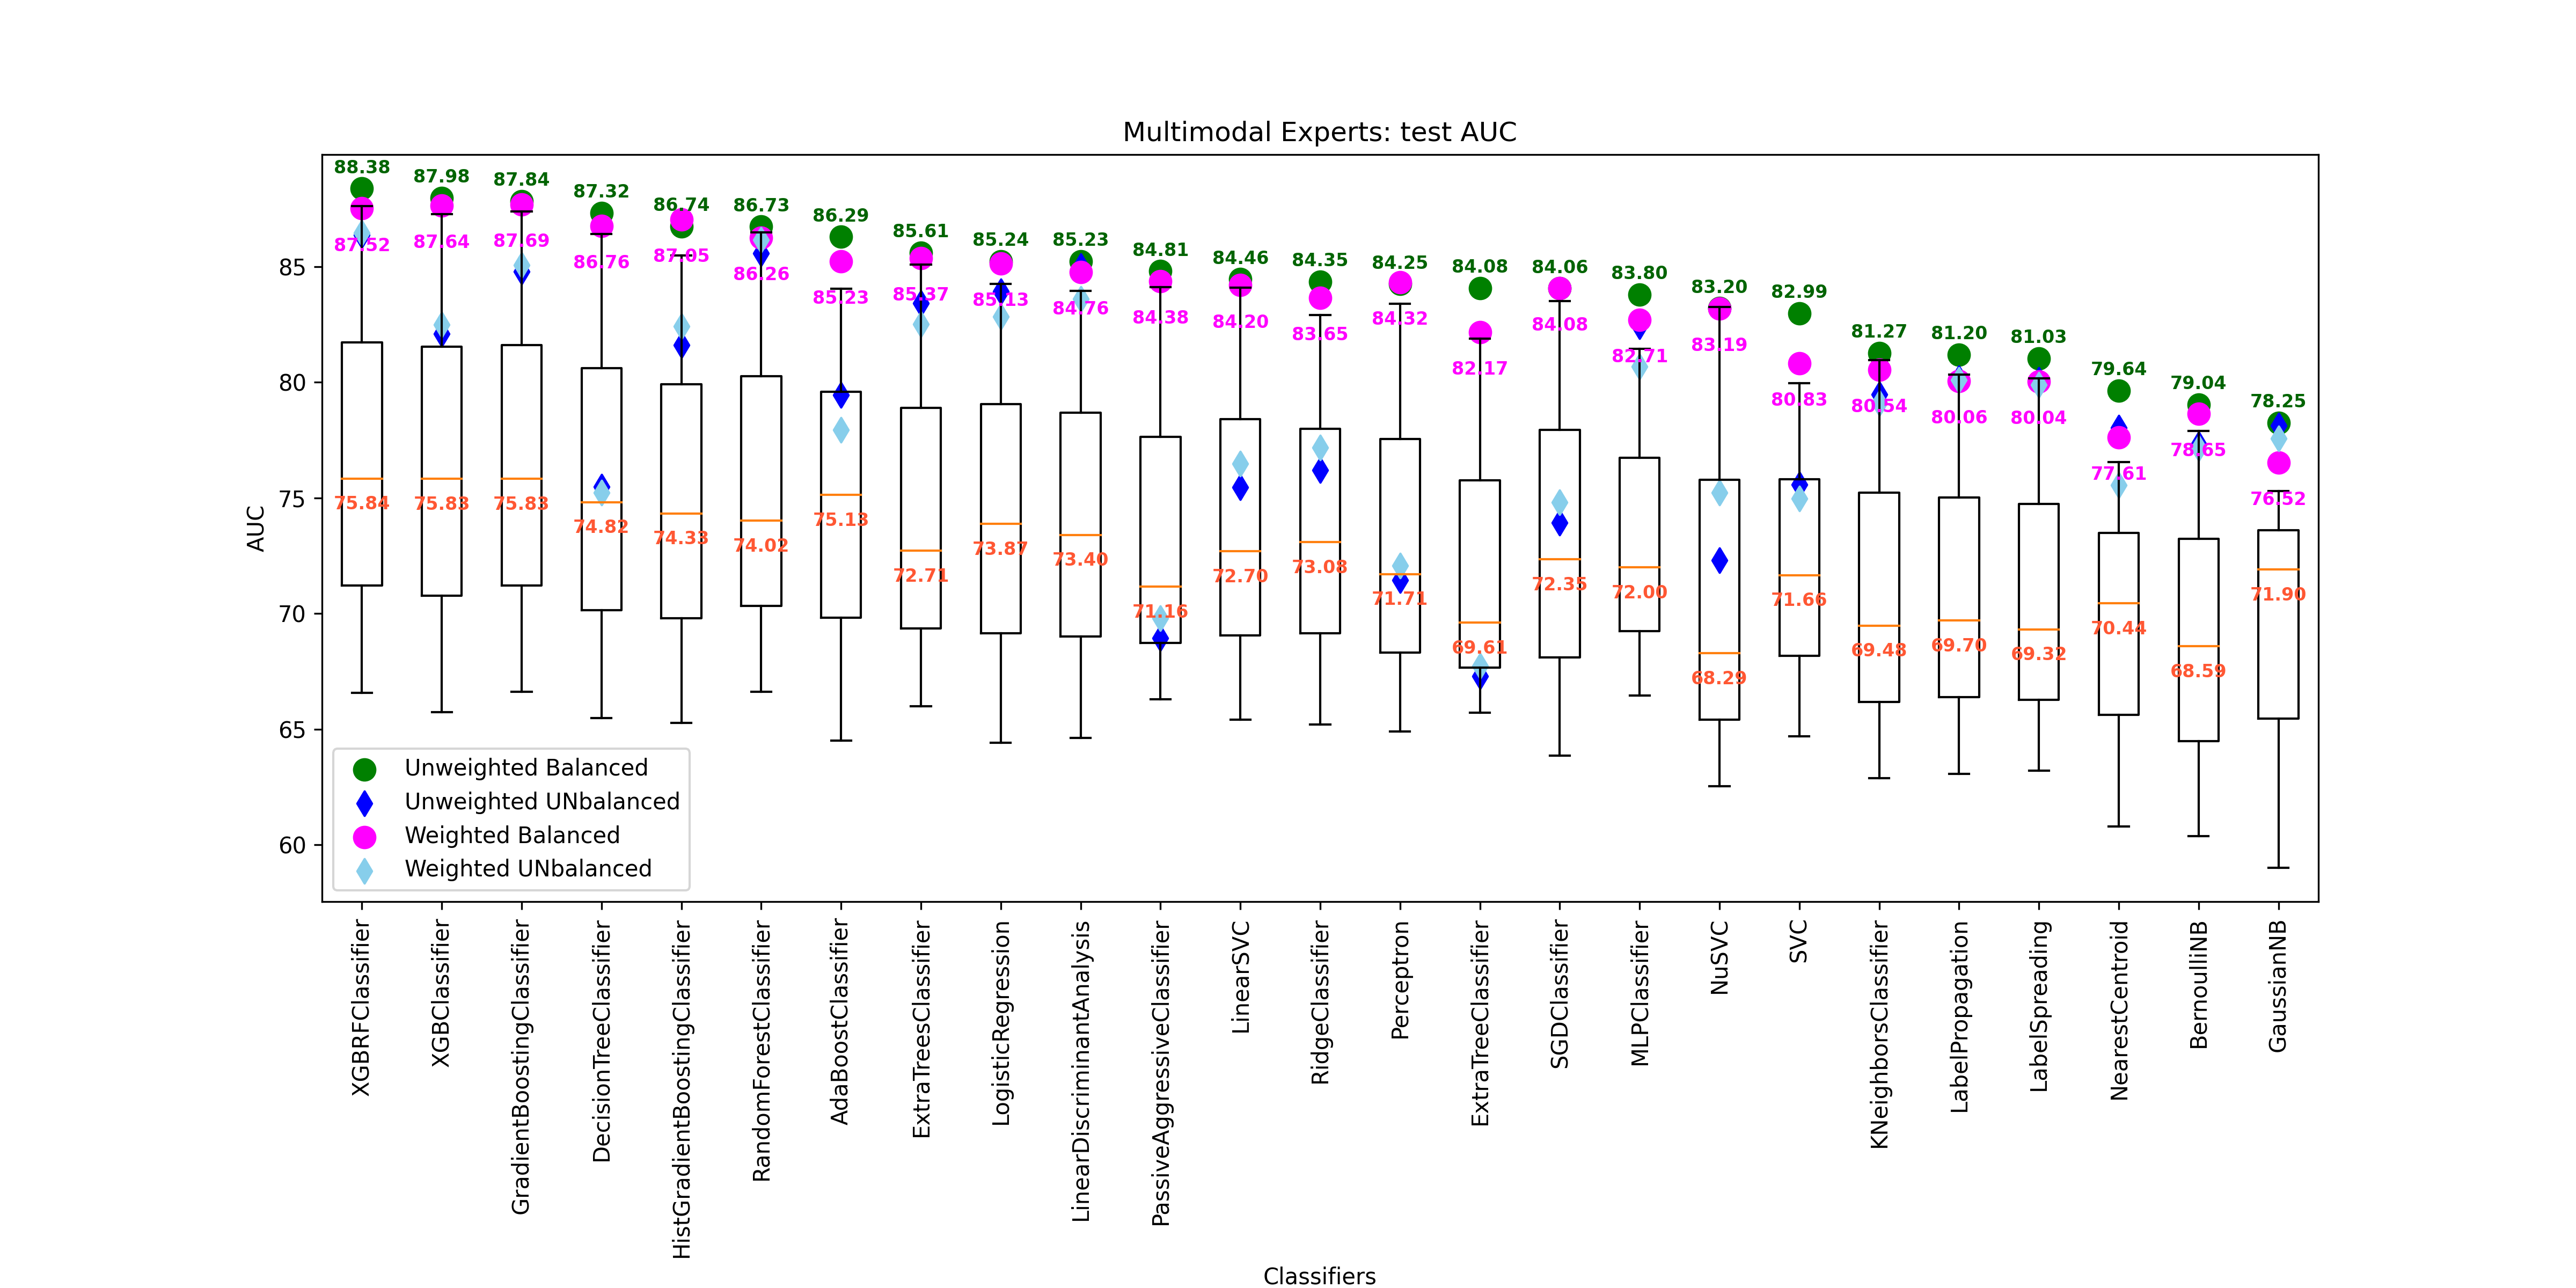 Multimodal Experts: test AUC
88.38 87.98 87.84 87.32 86.74 86.73 86.29 85.61 85.24 85.23 84.81 84.46 84.35 84.25 84.08 84.06 83.80 83.20 82.99 81.27 81.20 81.03 79.64 79.04 78.25
87.52 87.64 87.69 86.76 87.05 86.26 85.23 85.37 85.13 84.76 84.38 84.20 83.65 84.32 82.17 84.08 82.71 83.19 80.83 80.54 80.06 80.04 77.61 78.65 76.52
75.84 75.83 75.83 74.82 74.33 74.02 75.13 72.71 73.87 73.40 71.16 72.70 73.08 71.71 69.61 72.35 72.00 68.29 71.66 69.48 69.70 69.32 70.44 68.59 71.90
AUC
85
80
75
70
65
60
Unweighted Balanced
Unweighted UNbalanced
Weighted Balanced
Weighted UNbalanced
XGBRFClassifier
XGBClassifier
GradientBoostingClassifier
DecisionTreeClassifier
HistGradientBoostingClassifier
RandomForestClassifier
AdaBoostClassifier
ExtraTreesClassifier
LogisticRegression
LinearDiscriminantAnalysis
PassiveAggressiveClassifier
LinearSVC
RidgeClassifier
Perceptron
ExtraTreeClassifier
SGDClassifier
MLPClassifier
NuSVC
SVC
KNeighborsClassifier
LabelPropagation
LabelSpreading
NearestCentroid
BernoulliNB
GaussianNB
Classifiers